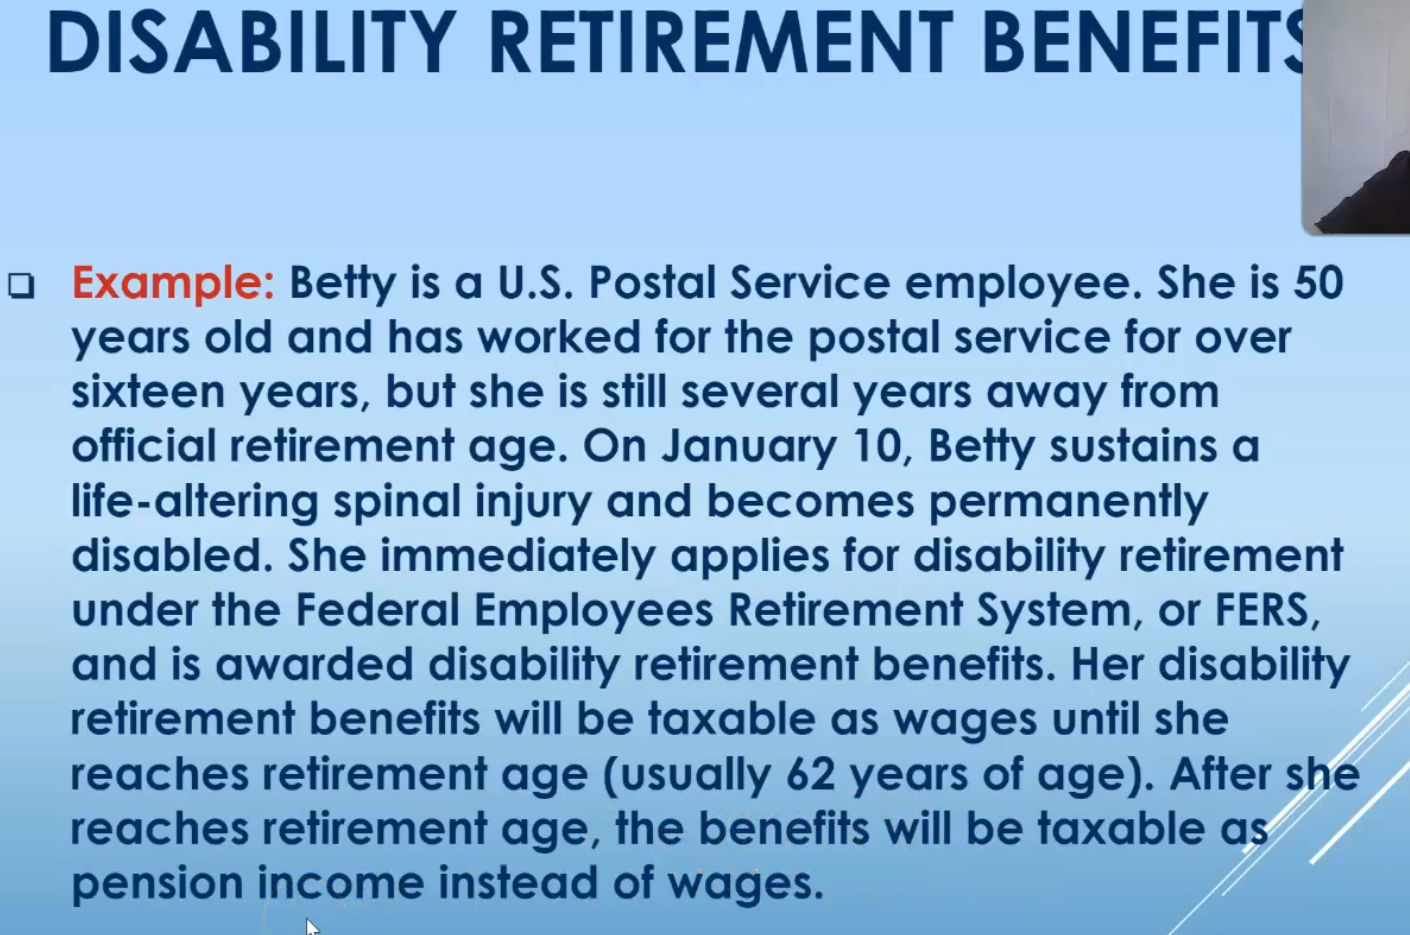 DISABILITY RETIREMENT BENEFITS
Example: Betty is a U.S. Postal Service employee. She is 50
years old and has worked for the postal service for over
sixteen years, but she is still several years away from
official retirement age. On January 10, Betty sustains a
life-altering spinal injury and becomes permanently
disabled. She immediately applies for disability retirement
under the Federal Employees Retirement System, or FERS,
and is awarded disability retirement benefits. Her disability
retirement benefits will be taxable as wages until she
reaches retirement age (usually 62 years of age). After she
reaches retirement age, the benefits will be taxable as
pension income instead of wages.